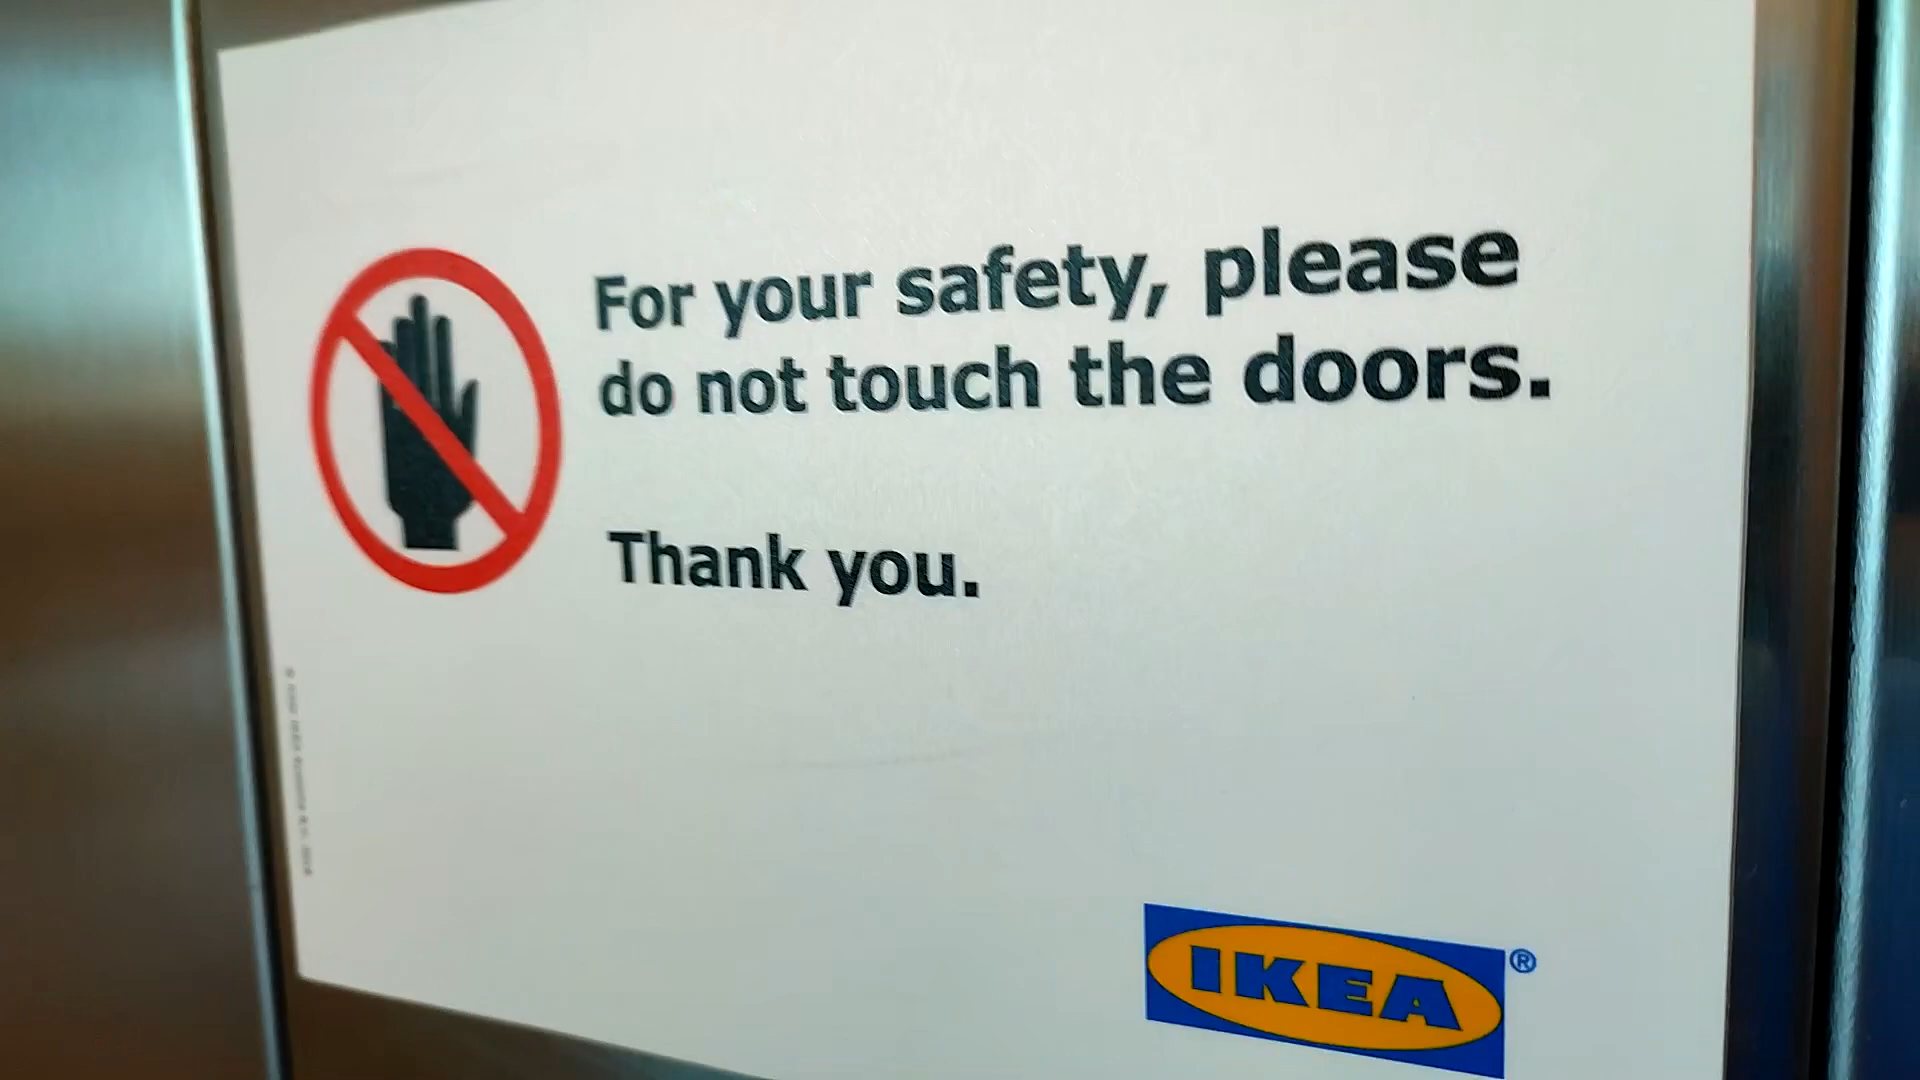 For your safety, please
do not touch the doors.
Thank you.
IKEA®